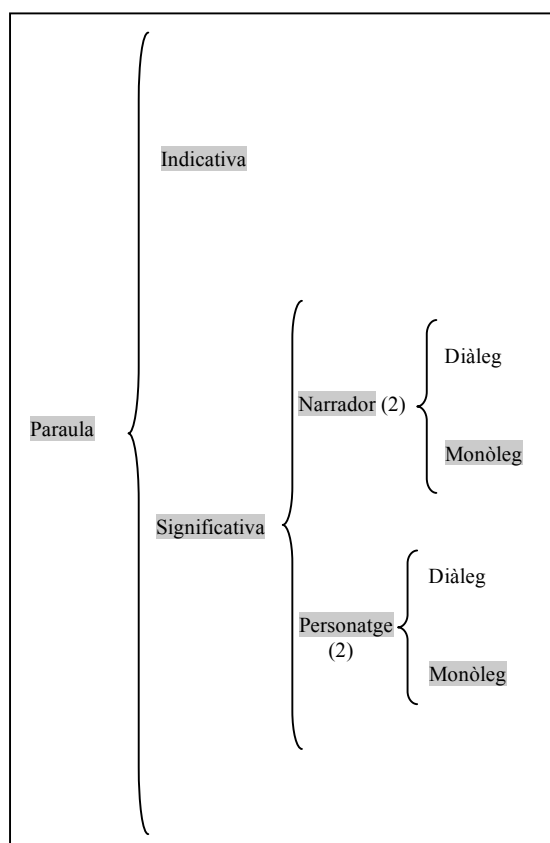 Indicativa
Diàleg
Narrador (2)
Paraula
Monòleg
Significativa
Diàleg
Personatge
(2)
Monòleg